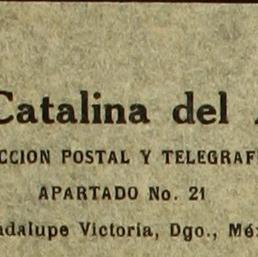 Catalina del
CCION POSTAL Y TELEGRAF
APARTADO No. 21
adalupe Victoria, Dgo., Mé